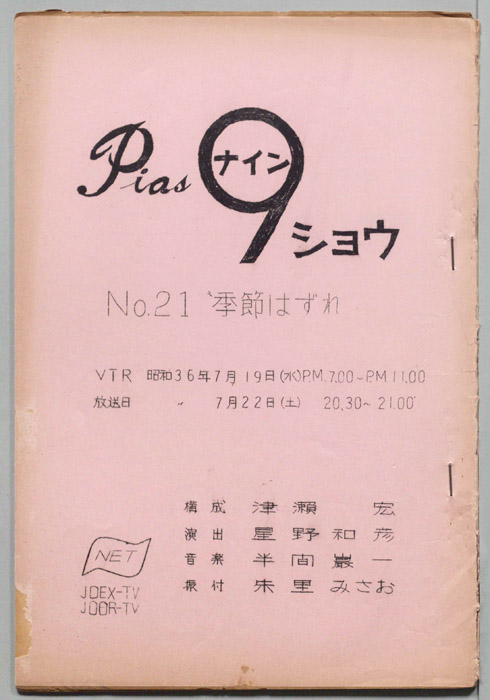 Pias 9 ナイン ショウ
No.21 〝季節はずれ
VTR 昭和36年7月19日(水)P.M.7.00~P.M11.00
放送日 〃 7月22日(土) 20.30~21.00
構成 津瀬 宏
演出 星野和彦
音楽 半間巖一
振付 朱里みさお
NET
JOEX-TV
JOOR-TV